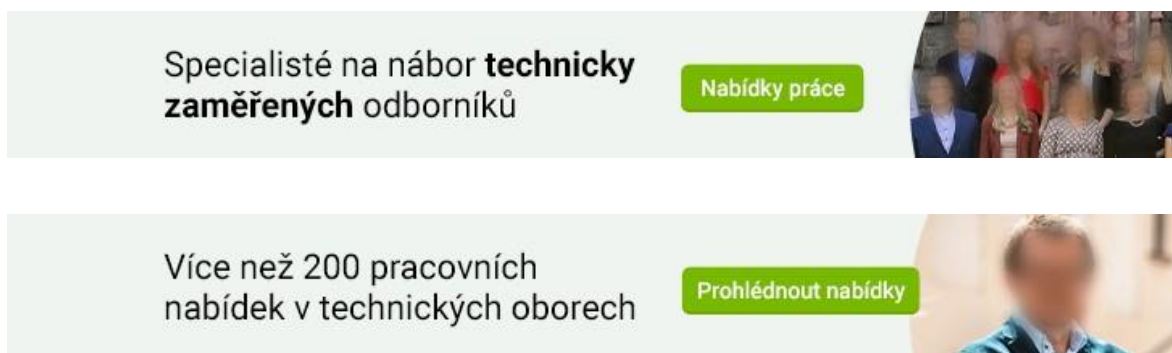 Specialisté na nábor technicky
zaměřených odborníků
Nabídky práce
Více než 200 pracovních
nabídek v technických oborech
Prohlédnout nabídky